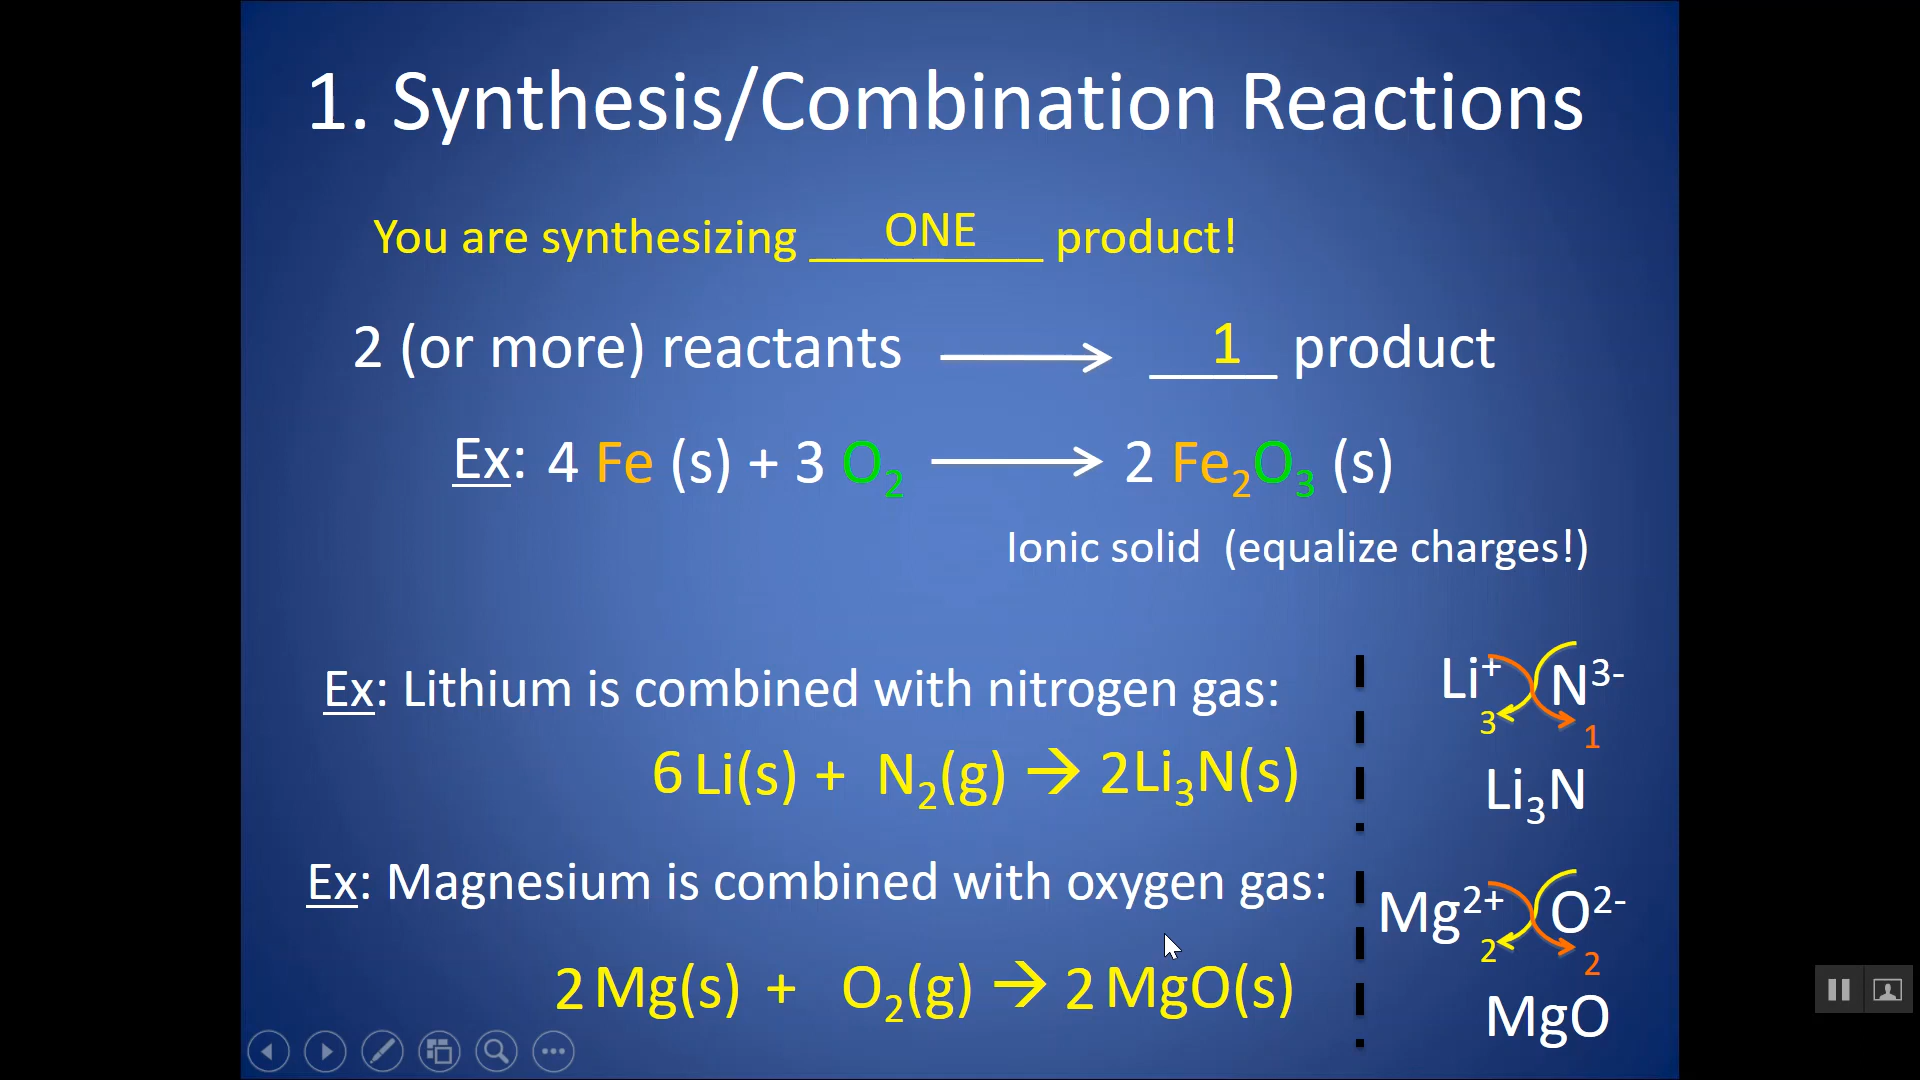 1. Synthesis/Combination Reactions
You are synthesizing ONE product!
2 (or more) reactants → 1 product
Ex: 4 Fe (s) + 3 O₂ → 2 Fe₂O₃ (s)
Ionic solid (equalize charges!)
Ex: Lithium is combined with nitrogen gas:
6 Li(s) + N₂(g) → 2Li₃N(s)
Li⁺ N³⁻
3 1
Li₃N
Ex: Magnesium is combined with oxygen gas:
2 Mg(s) + O₂(g) → 2 MgO(s)
Mg²⁺ O²⁻
2 2
MgO